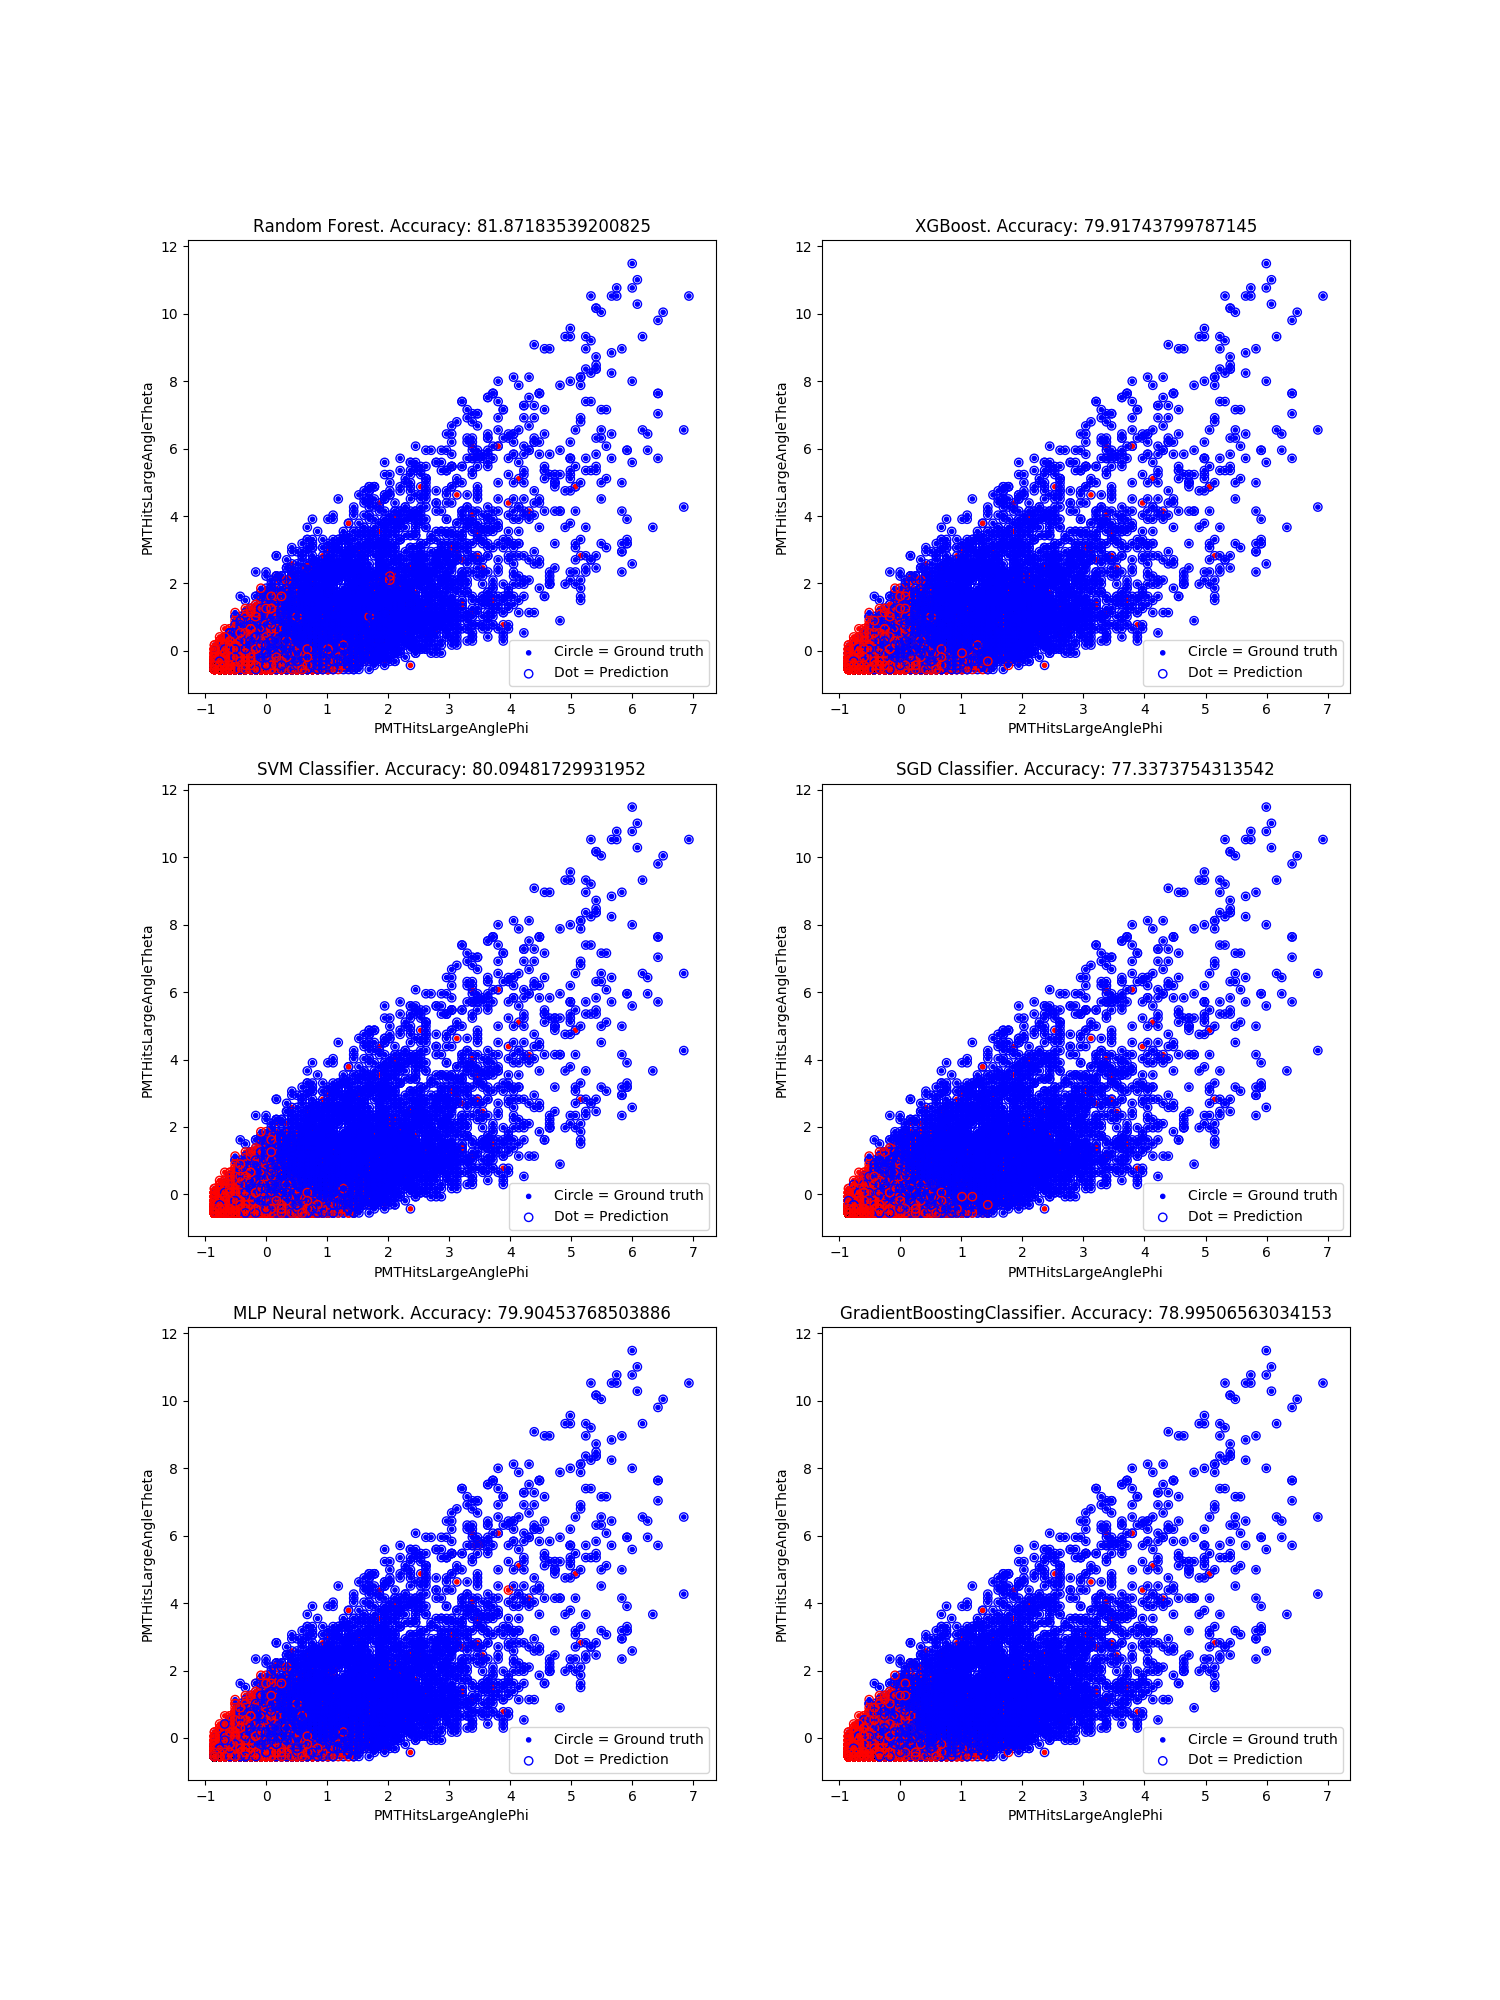 Random Forest. Accuracy: 81.87183539200825
12
10
8
6
4
2
0
PMTHitsLargeAngleTheta
Circle = Ground truth
Dot = Prediction
−1 0 1 2 3 4 5 6 7
PMTHitsLargeAnglePhi
XGBoost. Accuracy: 79.91743799787145
12
10
8
6
4
2
0
PMTHitsLargeAngleTheta
Circle = Ground truth
Dot = Prediction
−1 0 1 2 3 4 5 6 7
PMTHitsLargeAnglePhi
SVM Classifier. Accuracy: 80.09481729931952
12
10
8
6
4
2
0
PMTHitsLargeAngleTheta
Circle = Ground truth
Dot = Prediction
−1 0 1 2 3 4 5 6 7
PMTHitsLargeAnglePhi
SGD Classifier. Accuracy: 77.3373754313542
12
10
8
6
4
2
0
PMTHitsLargeAngleTheta
Circle = Ground truth
Dot = Prediction
−1 0 1 2 3 4 5 6 7
PMTHitsLargeAnglePhi
MLP Neural network. Accuracy: 79.90453768503886
12
10
8
6
4
2
0
PMTHitsLargeAngleTheta
Circle = Ground truth
Dot = Prediction
−1 0 1 2 3 4 5 6 7
PMTHitsLargeAnglePhi
GradientBoostingClassifier. Accuracy: 78.99506563034153
12
10
8
6
4
2
0
PMTHitsLargeAngleTheta
Circle = Ground truth
Dot = Prediction
−1 0 1 2 3 4 5 6 7
PMTHitsLargeAnglePhi